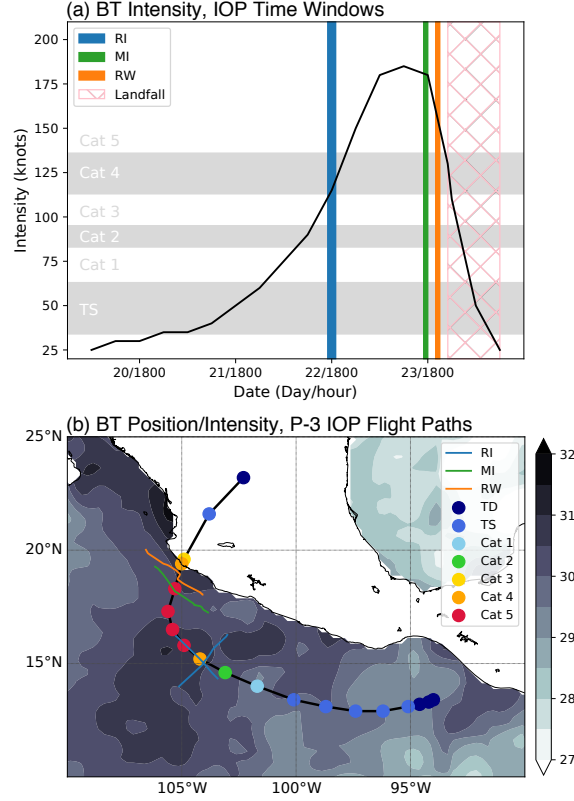 (a) BT Intensity, IOP Time Windows
200
175
150
125
100
75
50
25
Intensity (knots)
RI
MI
RW
Landfall
Cat 5
Cat 4
Cat 3
Cat 2
Cat 1
TS
20/1800 21/1800 22/1800 23/1800
Date (Day/hour)
(b) BT Position/Intensity, P-3 IOP Flight Paths
25°N
20°N
15°N
RI
MI
RW
TD
TS
Cat 1
Cat 2
Cat 3
Cat 4
Cat 5
32
31
30
29
28
27
105°W 100°W 95°W